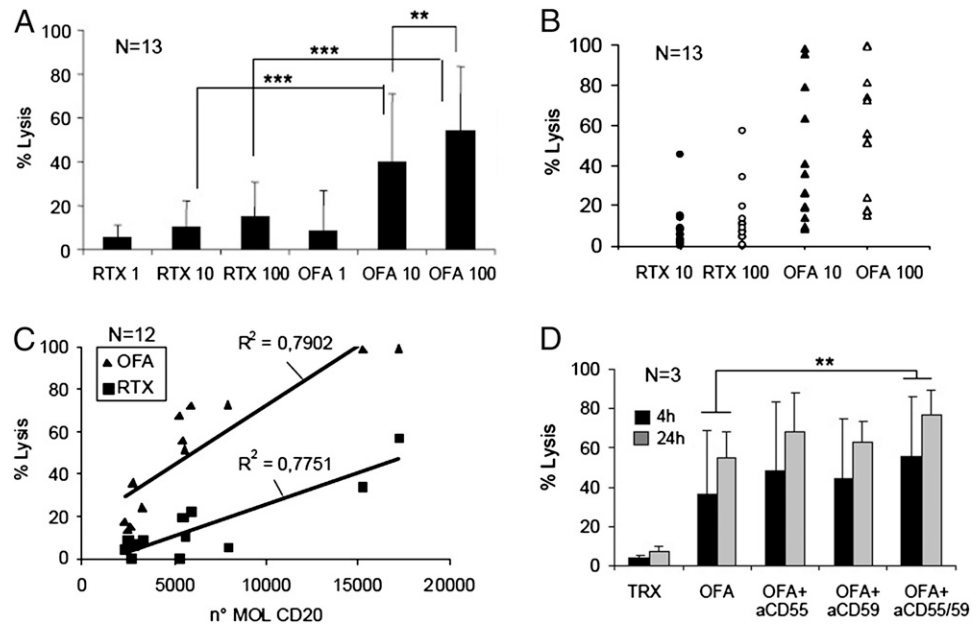 A
N=13
**
***
***
% Lysis
100
80
60
40
20
0
RTX 1 RTX 10 RTX 100 OFA 1 OFA 10 OFA 100
B
N=13
% Lysis
100
80
60
40
20
0
RTX 10 RTX 100 OFA 10 OFA 100
C
N=12
OFA
RTX
R2 = 0,7902
R2 = 0,7751
% Lysis
100
80
60
40
20
0
0 5000 10000 15000 20000
n° MOL CD20
D
N=3
**
4h
24h
% Lysis
100
80
60
40
20
0
TRX OFA OFA+ OFA+ OFA+
aCD55 aCD59 aCD55/59